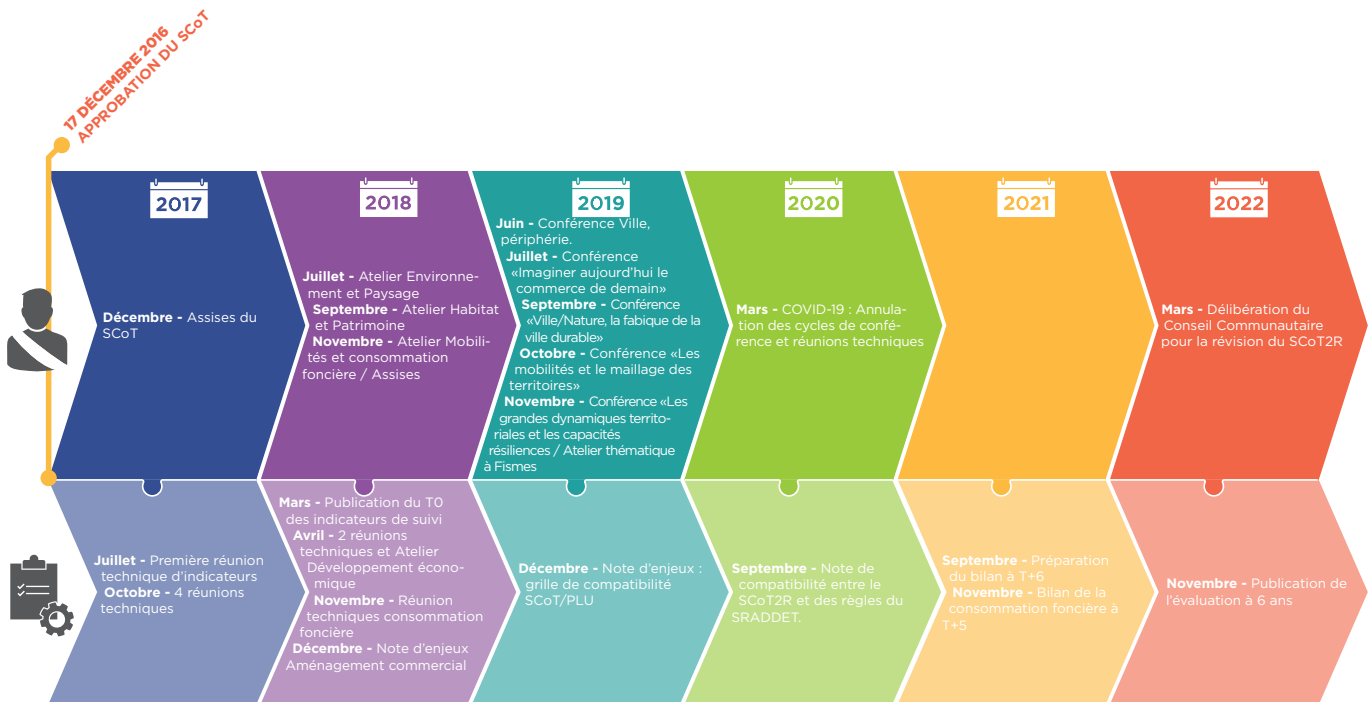 17 DÉCEMBRE 2016
APPROBATION DU SCoT
2017
Décembre - Assises du
SCoT
2018
Juillet - Atelier Environne-
ment et Paysage
Septembre - Atelier Habitat
et Patrimoine
Novembre - Atelier Mobili-
tés et consommation
foncière / Assises
2019
Juin - Conférence Ville,
périphérie.
Juillet - Conférence
«Imaginer aujourd'hui le
commerce de demain»
Septembre - Conférence
«Ville/Nature, la fabique de la
ville durable»
Octobre - Conférence «Les
mobilités et le maillage des
territoires»
Novembre - Conférence «Les
grandes dynamiques territo-
riales et les capacités
résiliences / Atelier thématique
à Fismes
2020
Mars - COVID-19 : Annula-
tion des cycles de confé-
rence et réunions techniques
2021
2022
Mars - Délibération du
Conseil Communautaire
pour la révision du SCoT2R
Juillet - Première réunion
technique d'indicateurs
Octobre - 4 réunions
techniques
Mars - Publication du T0
des indicateurs de suivi
Avril - 2 réunions
techniques et Atelier
Développement écono-
mique
Novembre - Réunion
techniques consommation
foncière
Décembre - Note d'enjeux
Aménagement commercial
Décembre - Note d'enjeux :
grille de compatibilité
SCoT/PLU
Septembre - Note de
compatibilité entre le
SCoT2R et des règles du
SRADDET.
Septembre - Préparation
du bilan à T+6
Novembre - Bilan de la
consommation foncière à
T+5
Novembre - Publication de
l'évaluation à 6 ans